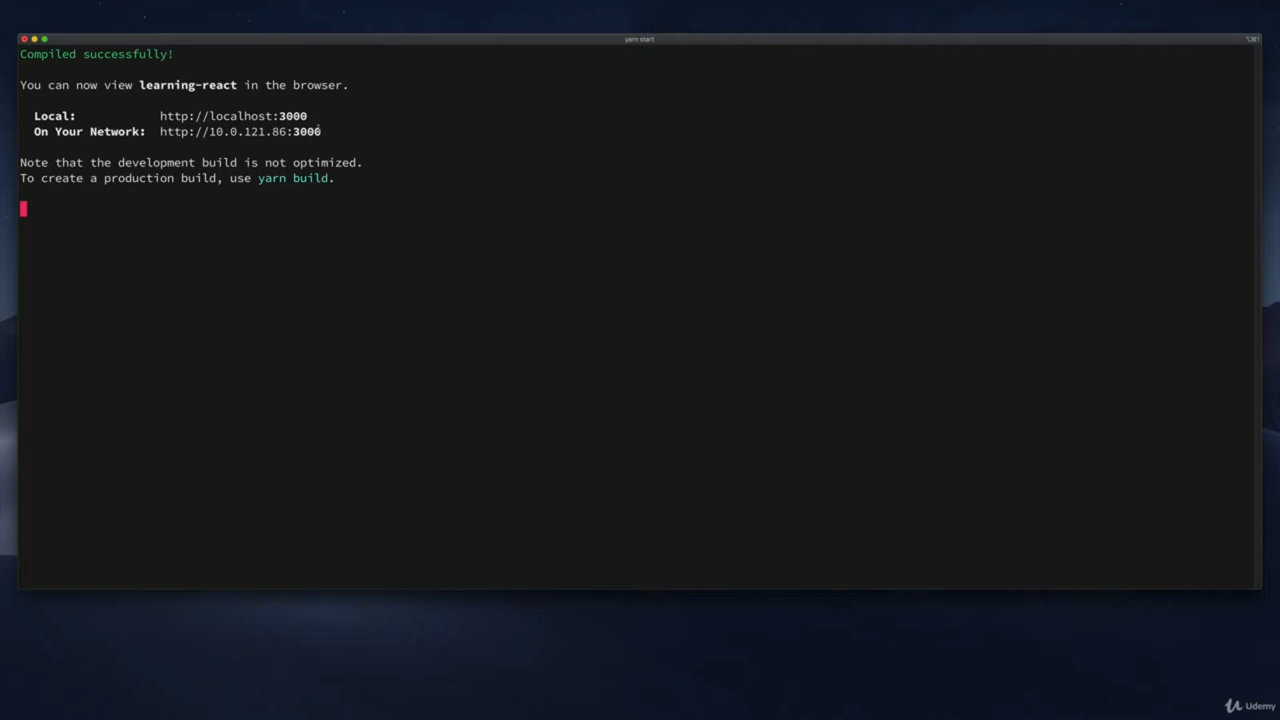 yarn start
⌥⌘1
Compiled successfully!
You can now view learning-react in the browser.
Local: http://localhost:3000
On Your Network: http://10.0.121.86:3000
Note that the development build is not optimized.
To create a production build, use yarn build.
Udemy